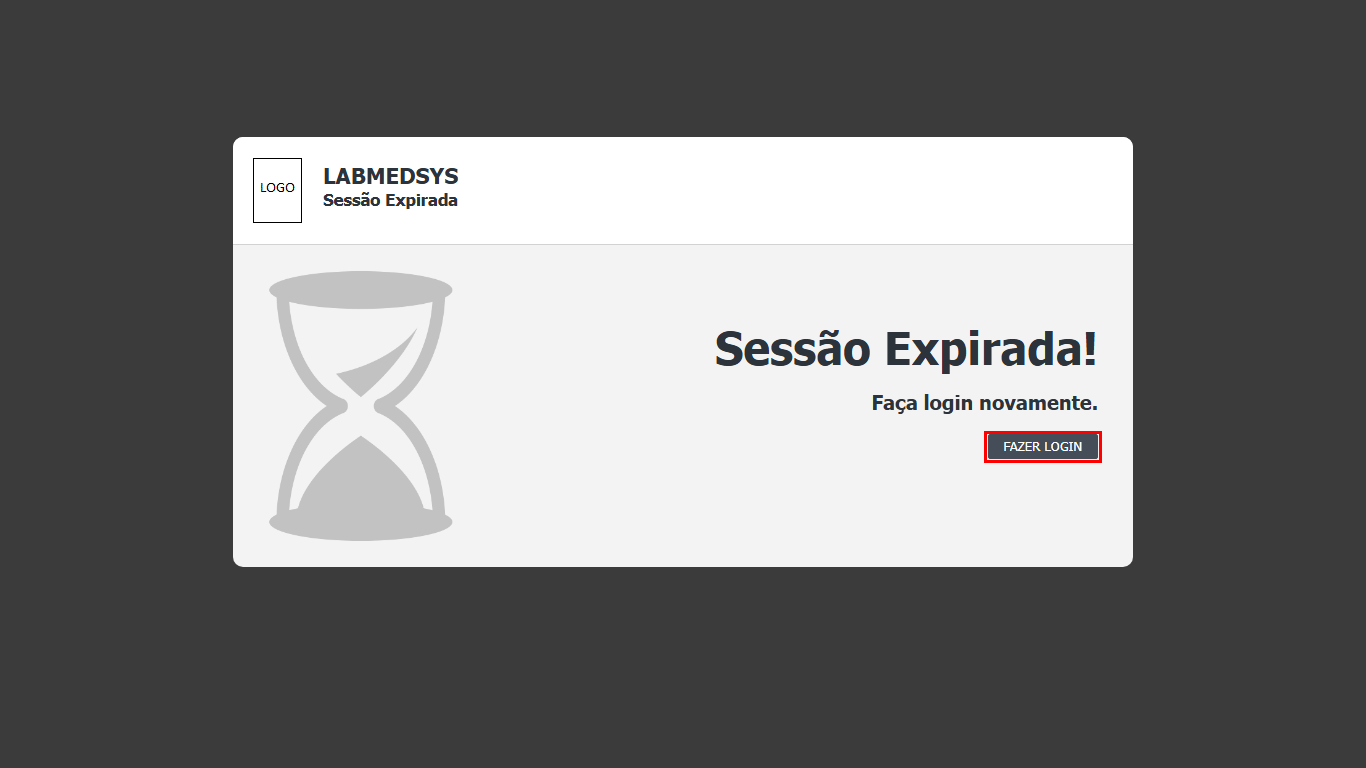 LOGO
LABMEDSYS
Sessão Expirada
Sessão Expirada!
Faça login novamente.
FAZER LOGIN